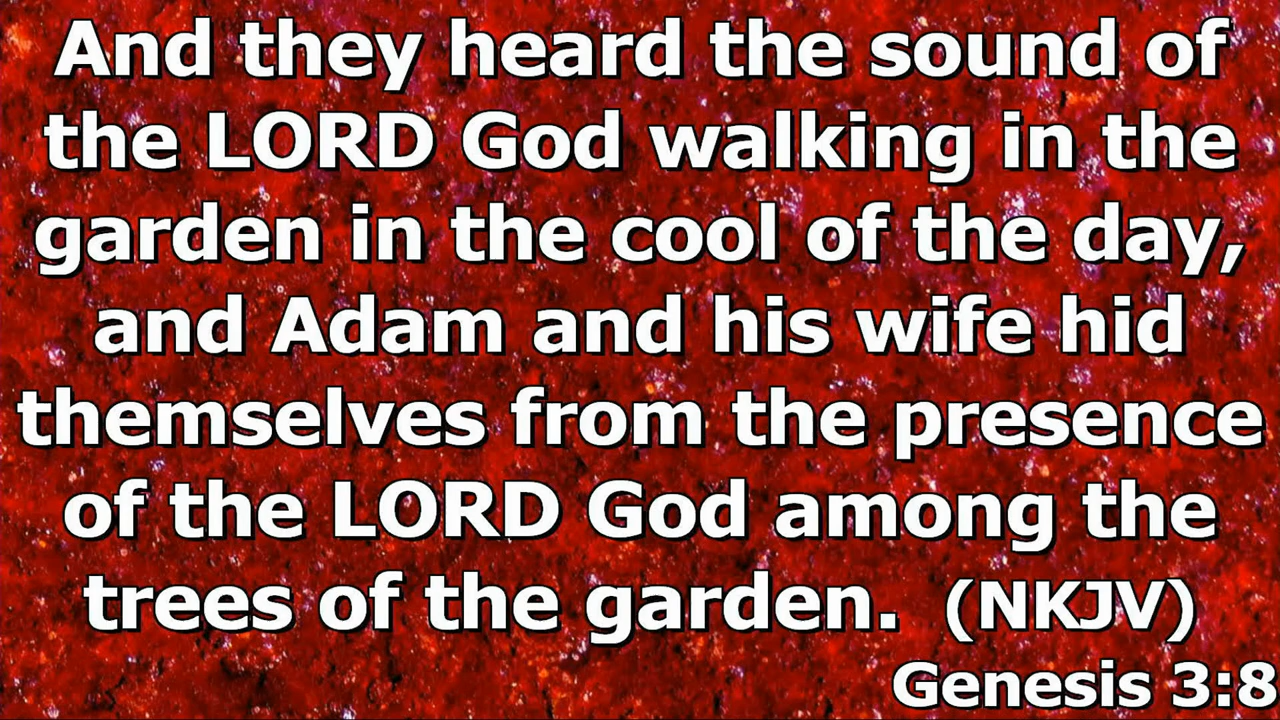 And they heard the sound of
the LORD God walking in the
garden in the cool of the day,
and Adam and his wife hid
themselves from the presence
of the LORD God among the
trees of the garden.  (NKJV)
Genesis 3:8